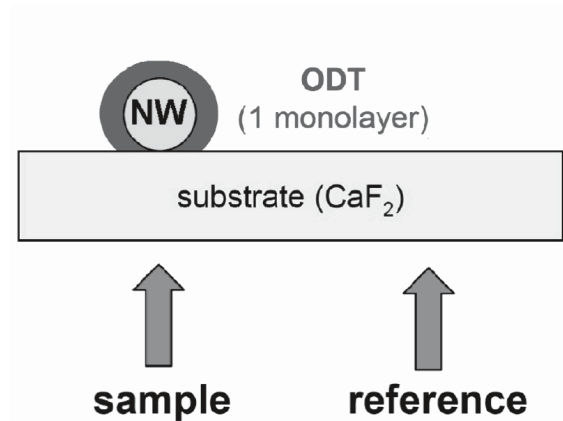 NW
ODT
(1 monolayer)
substrate (CaF₂)
sample
reference